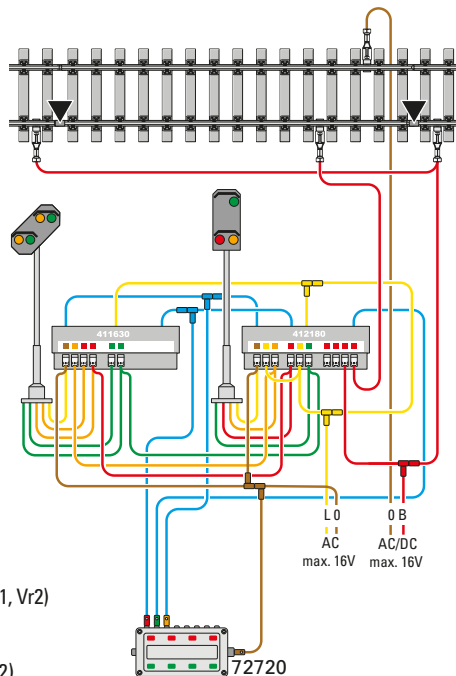 411630
412180
L 0
0 B
AC
max. 16V
AC/DC
max. 16V
1, Vr2)
2)
72720